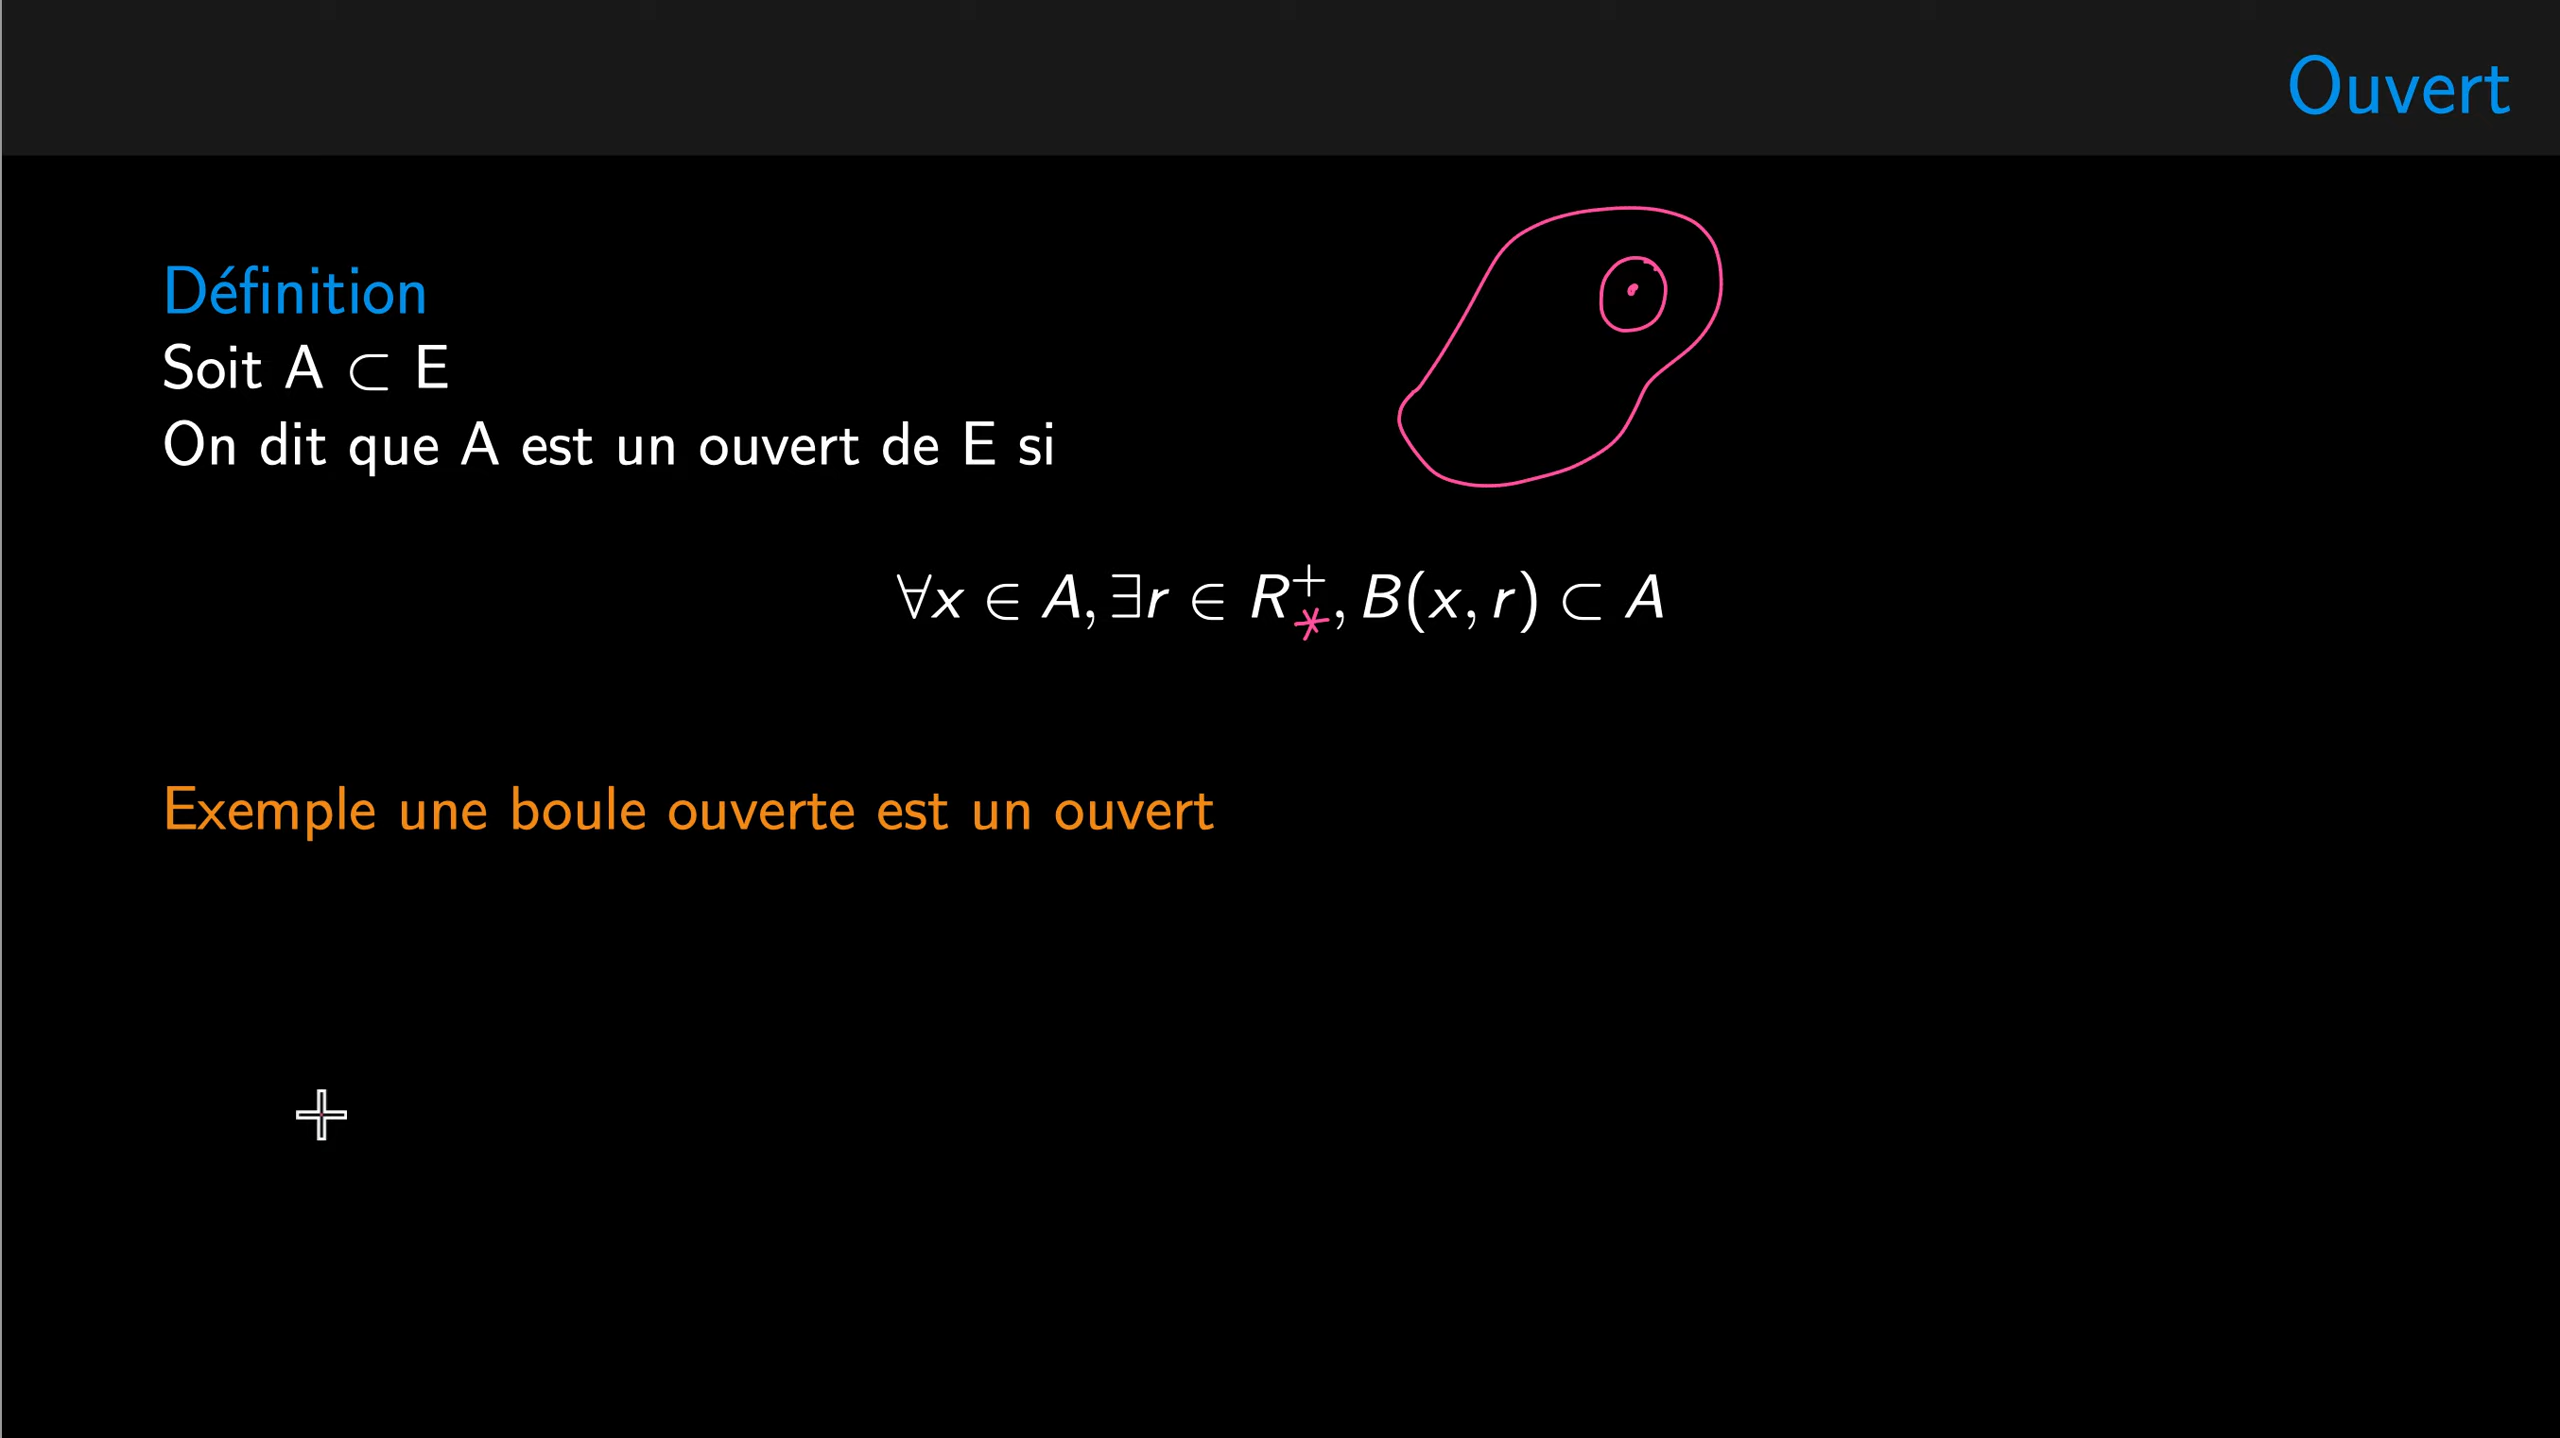 Ouvert
Définition
Soit A ⊂ E
On dit que A est un ouvert de E si
∀x ∈ A, ∃r ∈ R⁺�*, B(x, r) ⊂ A
Exemple une boule ouverte est un ouvert